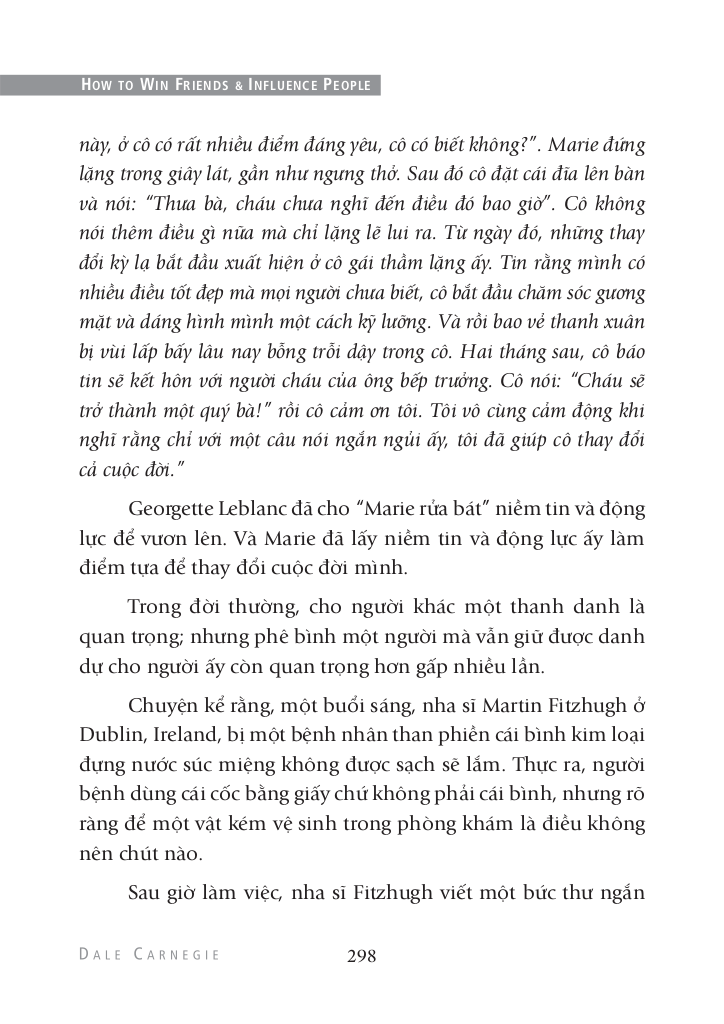 HOW TO WIN FRIENDS & INFLUENCE PEOPLE
này, ở cô có rất nhiều điểm đáng yêu, cô có biết không?”. Marie đứng
lặng trong giây lát, gần như ngưng thở. Sau đó cô đặt cái đĩa lên bàn
và nói: “Thưa bà, cháu chưa nghĩ đến điều đó bao giờ”. Cô không
nói thêm điều gì nữa mà chỉ lặng lẽ lui ra. Từ ngày đó, những thay
đổi kỳ lạ bắt đầu xuất hiện ở cô gái thầm lặng ấy. Tin rằng mình có
nhiều điều tốt đẹp mà mọi người chưa biết, cô bắt đầu chăm sóc gương
mặt và dáng hình mình một cách kỹ lưỡng. Và rồi bao vẻ thanh xuân
bị vùi lấp bấy lâu nay bỗng trỗi dậy trong cô. Hai tháng sau, cô báo
tin sẽ kết hôn với người cháu của ông bếp trưởng. Cô nói: “Cháu sẽ
trở thành một quý bà!” rồi cô cảm ơn tôi. Tôi vô cùng cảm động khi
nghĩ rằng chỉ với một câu nói ngắn ngủi ấy, tôi đã giúp cô thay đổi
cả cuộc đời.”
Georgette Leblanc đã cho “Marie rửa bát” niềm tin và động
lực để vươn lên. Và Marie đã lấy niềm tin và động lực ấy làm
điểm tựa để thay đổi cuộc đời mình.
Trong đời thường, cho người khác một thanh danh là
quan trọng; nhưng phê bình một người mà vẫn giữ được danh
dự cho người ấy còn quan trọng hơn gấp nhiều lần.
Chuyện kể rằng, một buổi sáng, nha sĩ Martin Fitzhugh ở
Dublin, Ireland, bị một bệnh nhân than phiền cái bình kim loại
đựng nước súc miệng không được sạch sẽ lắm. Thực ra, người
bệnh dùng cái cốc bằng giấy chứ không phải cái bình, nhưng rõ
ràng để một vật kém vệ sinh trong phòng khám là điều không
nên chút nào.
Sau giờ làm việc, nha sĩ Fitzhugh viết một bức thư ngắn
DALE CARNEGIE
298